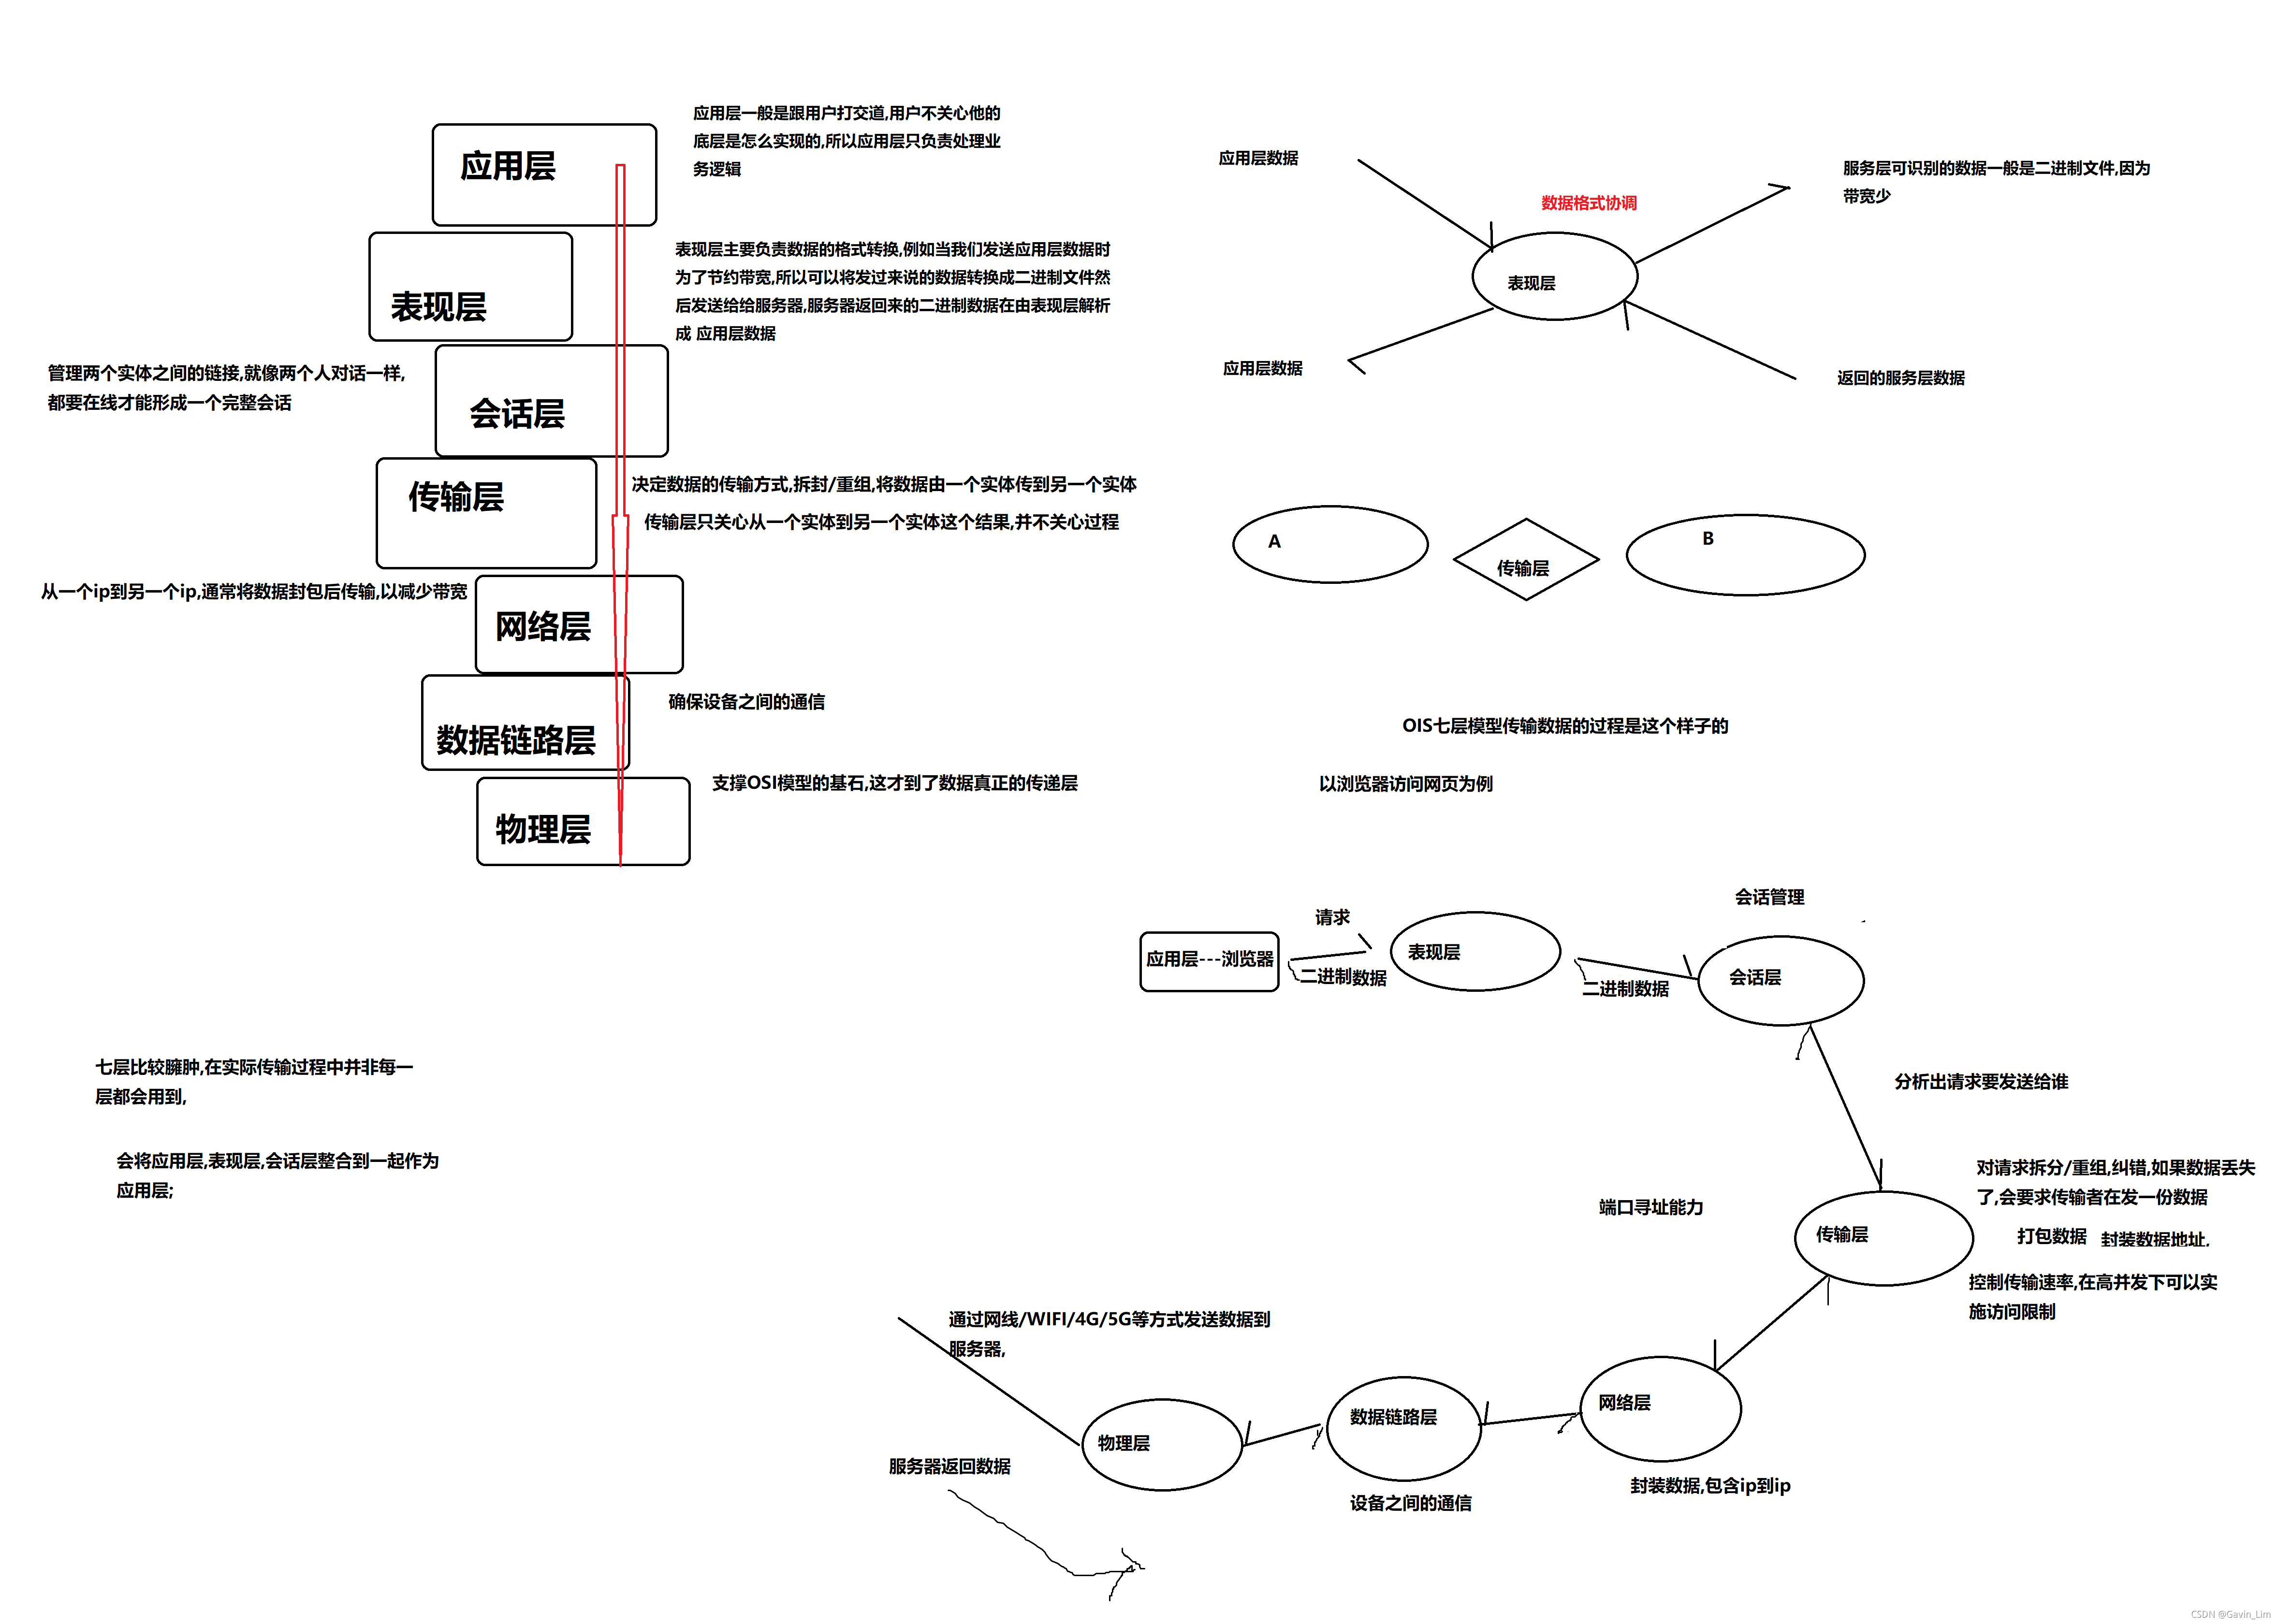 应用层
应用层一般是跟用户打交道,用户不关心他的
底层是怎么实现的,所以应用层只负责处理业
务逻辑
表现层
表现层主要负责数据的格式转换,例如当我们发送应用层数据时
为了节约带宽,所以可以将发过来说的数据转换成二进制文件然
后发送给给服务器,服务器返回来的二进制数据在由表现层解析
成 应用层数据
管理两个实体之间的链接,就像两个人对话一样,
都要在线才能形成一个完整会话
会话层
传输层
决定数据的传输方式,拆封/重组,将数据由一个实体传到另一个实体
传输层只关心从一个实体到另一个实体这个结果,并不关心过程
从一个ip到另一个ip,通常将数据封包后传输,以减少带宽
网络层
数据链路层
确保设备之间的通信
物理层
支撑OSI模型的基石,这才到了数据真正的传递层
应用层数据
数据格式协调
服务层可识别的数据一般是二进制文件,因为
带宽少
表现层
应用层数据
返回的服务层数据
A
传输层
B
OIS七层模型传输数据的过程是这个样子的
以浏览器访问网页为例
应用层---浏览器
请求
二进制数据
表现层
二进制数据
会话管理
会话层
分析出请求要发送给谁
端口寻址能力
传输层
对请求拆分/重组,纠错,如果数据丢失
了,会要求传输者在发一份数据
打包数据 封装数据地址,
控制传输速率,在高并发下可以实
施访问限制
网络层
封装数据,包含ip到ip
数据链路层
设备之间的通信
物理层
通过网线/WIFI/4G/5G等方式发送数据到
服务器,
服务器返回数据
七层比较臃肿,在实际传输过程中并非每一
层都会用到,
会将应用层,表现层,会话层整合到一起作为
应用层;
CSDN @Gavin_Lim